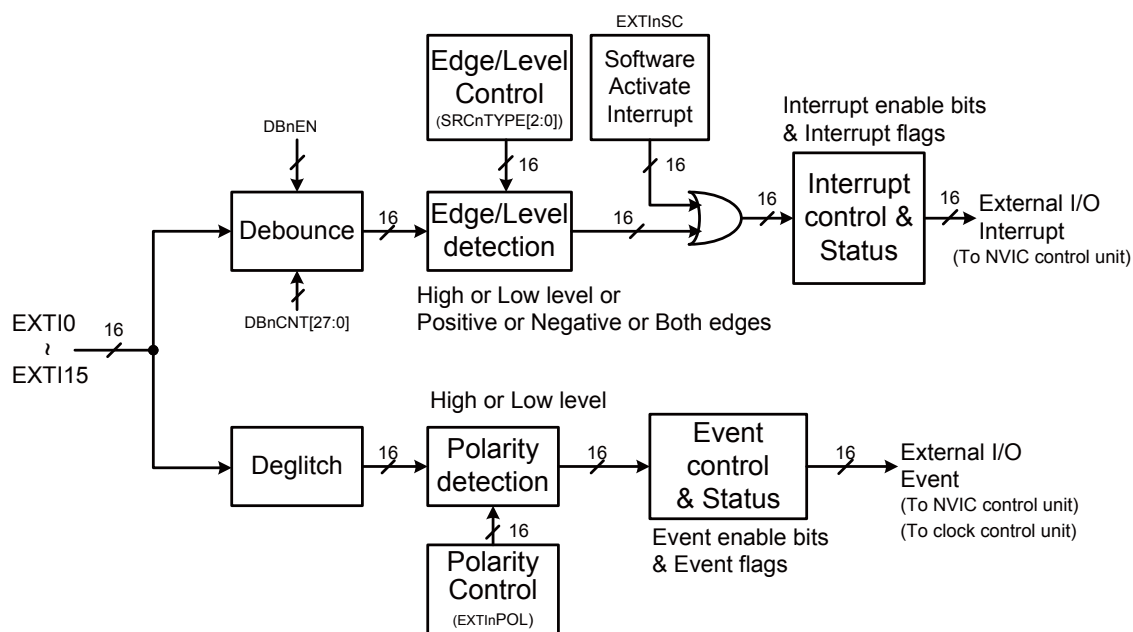 EXTInSC
Edge/Level
Control
(SRCnTYPE[2:0])
Software
Activate
Interrupt
Interrupt enable bits
& Interrupt flags
DBnEN
16
16
Debounce
16
Edge/Level
detection
16
16
Interrupt
control &
Status
16
External I/O
Interrupt
(To NVIC control unit)
DBnCNT[27:0]
High or Low level or
Positive or Negative or Both edges
EXTI0
~
EXTI15
16
High or Low level
Deglitch
16
Polarity
detection
16
Event
control
& Status
16
External I/O
Event
(To NVIC control unit)
(To clock control unit)
16
Event enable bits
& Event flags
Polarity
Control
(EXTInPOL)